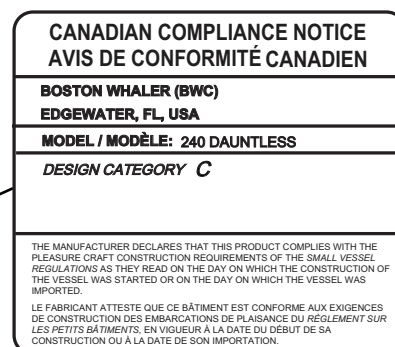 CANADIAN COMPLIANCE NOTICE
AVIS DE CONFORMITÉ CANADIEN
BOSTON WHALER (BWC)
EDGEWATER, FL, USA
MODEL / MODÈLE: 240 DAUNTLESS
DESIGN CATEGORY C
THE MANUFACTURER DECLARES THAT THIS PRODUCT COMPLIES WITH THE
PLEASURE CRAFT CONSTRUCTION REQUIREMENTS OF THE SMALL VESSEL
REGULATIONS AS THEY READ ON THE DAY ON WHICH THE CONSTRUCTION OF
THE VESSEL WAS STARTED OR ON THE DAY ON WHICH THE VESSEL WAS
IMPORTED.
LE FABRICANT ATTESTE QUE CE BÂTIMENT EST CONFORME AUX EXIGENCES
DE CONSTRUCTION DES EMBARCATIONS DE PLAISANCE DU RÈGLEMENT SUR
LES PETITS BÂTIMENTS, EN VIGUEUR À LA DATE DU DÉBUT DE SA
CONSTRUCTION OU À LA DATE DE SON IMPORTATION.